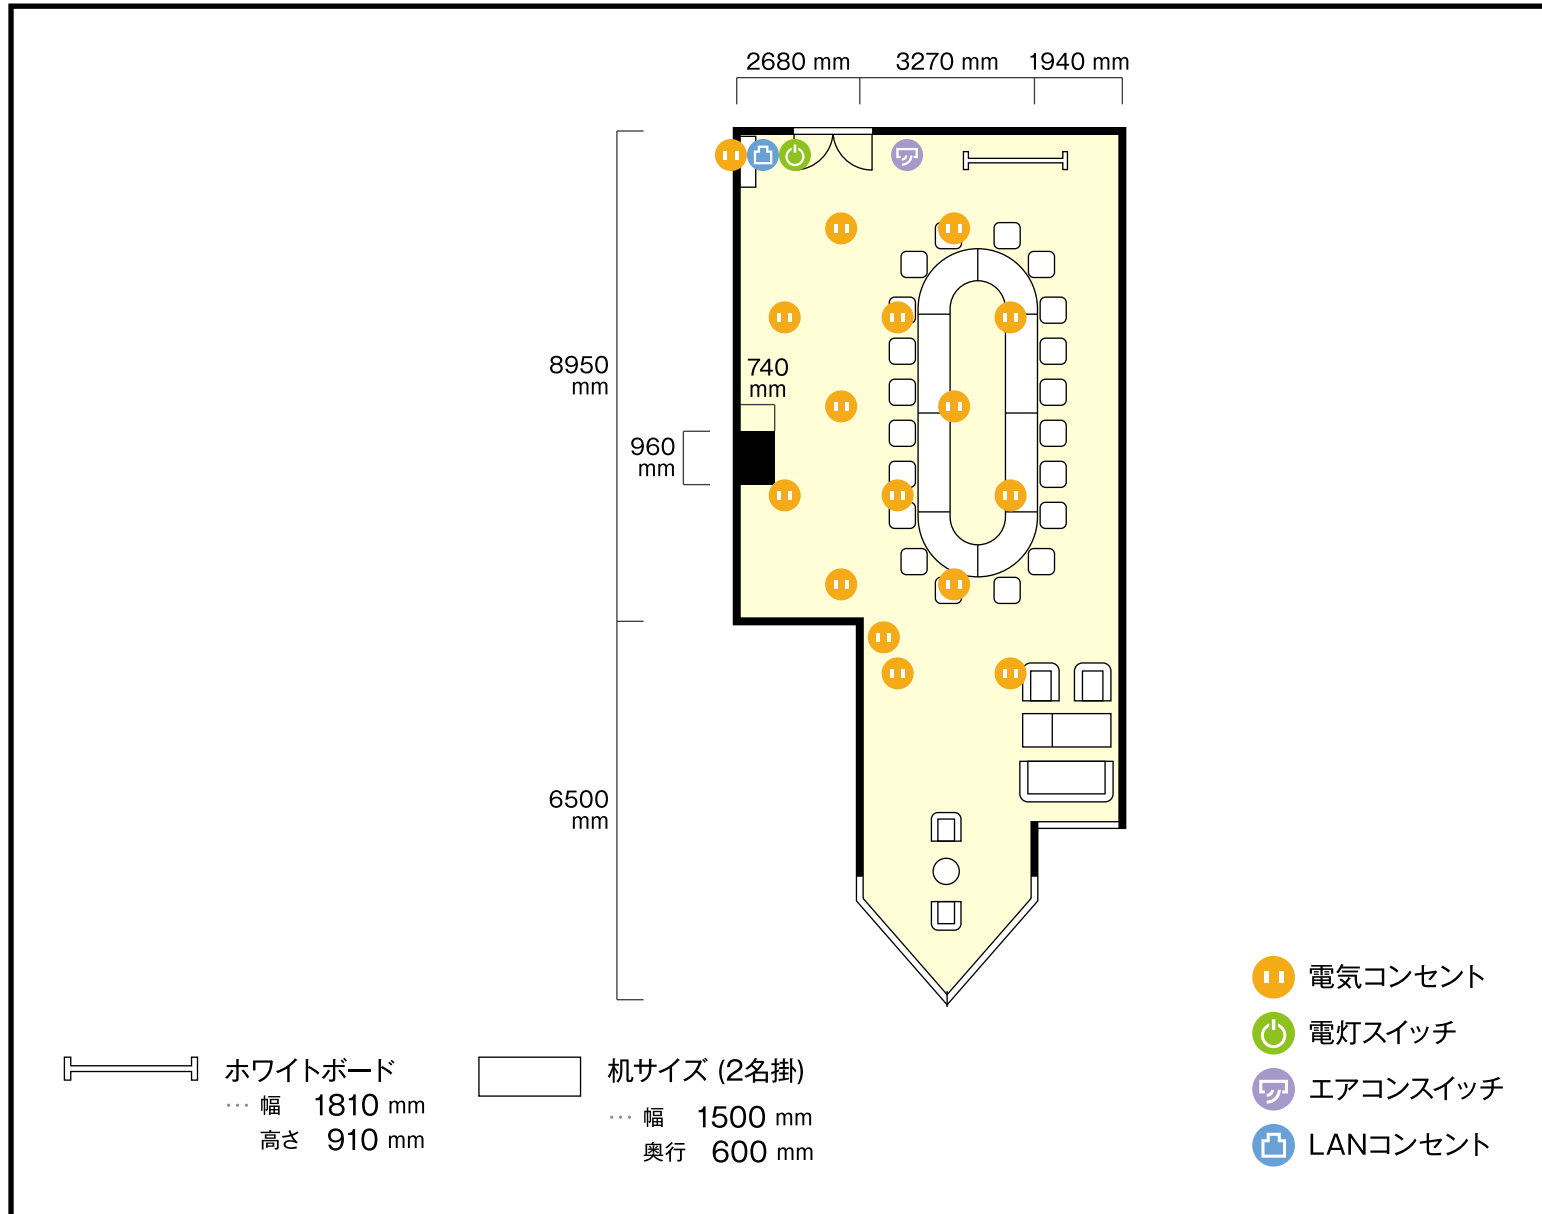 2680 mm 3270 mm 1940 mm
8950
mm
740
mm
960
mm
6500
mm
ホワイトボード
… 幅 1810 mm
高さ 910 mm
机サイズ (2名掛)
… 幅 1500 mm
奥行 600 mm
電気コンセント
電灯スイッチ
エアコンスイッチ
LANコンセント